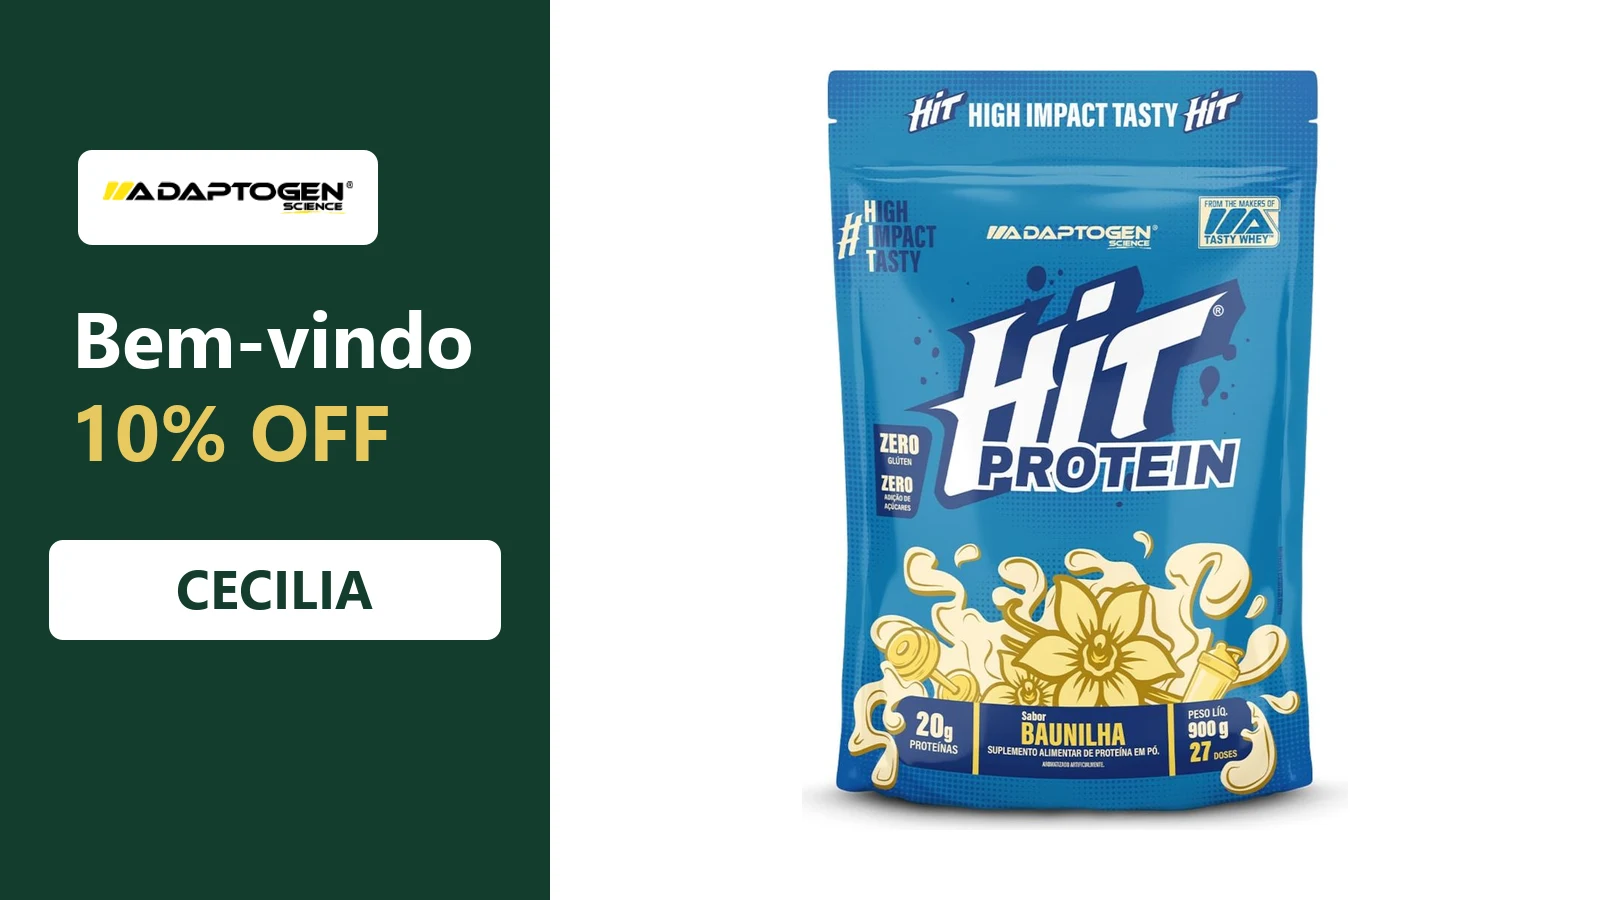 ADAPTOGEN®
SCIENCE
Bem-vindo
10% OFF
CECILIA
HiT HIGH IMPACT TASTY HiT
#HIGH
IMPACT
TASTY
ADAPTOGEN®
SCIENCE
FROM THE MAKERS OF
TASTY WHEY™
HiT®
PROTEIN
ZERO
GLÚTEN
ZERO
ADIÇÃO DE
AÇÚCARES
20g
PROTEÍNAS
Sabor
BAUNILHA
SUPLEMENTO ALIMENTAR DE PROTEÍNA EM PÓ.
AROMATIZADO ARTIFICIALMENTE.
PESO LÍQ.
900 g
27 DOSES